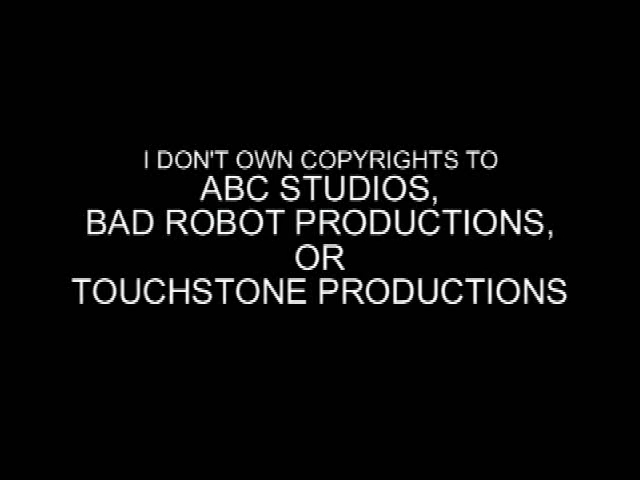 I DON'T OWN COPYRIGHTS TO
ABC STUDIOS,
BAD ROBOT PRODUCTIONS,
OR
TOUCHSTONE PRODUCTIONS